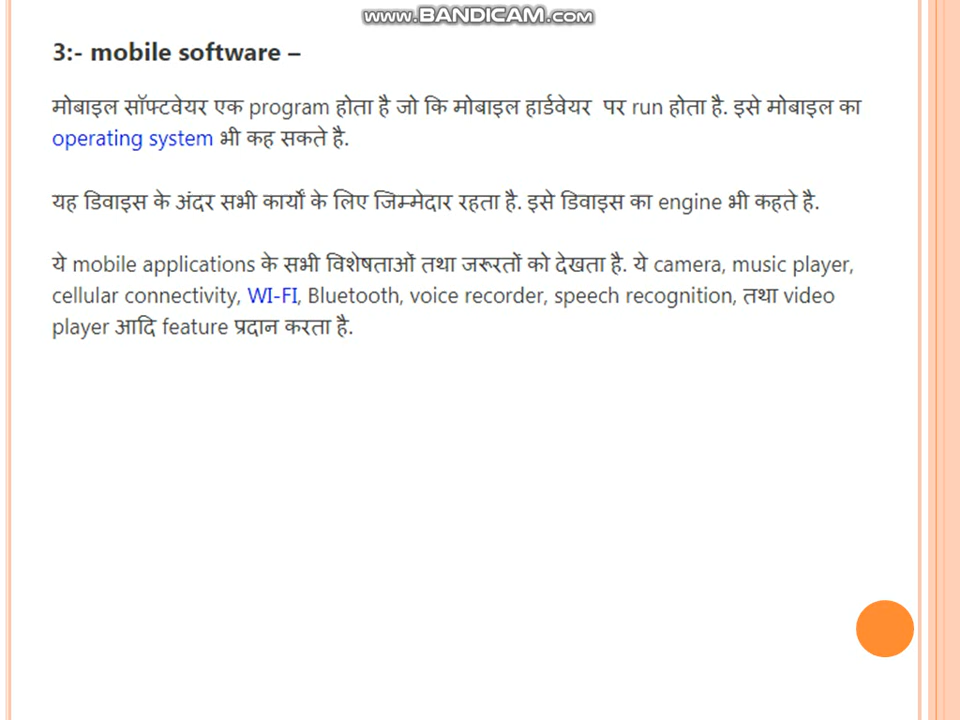 www.BANDICAM.com
3:- mobile software –
मोबाइल सॉफ्टवेयर एक program होता है जो कि मोबाइल हार्डवेयर पर run होता है. इसे मोबाइल का
operating system भी कह सकते है.
यह डिवाइस के अंदर सभी कार्यों के लिए जिम्मेदार रहता है. इसे डिवाइस का engine भी कहते है.
ये mobile applications के सभी विशेषताओं तथा जरूरतों को देखता है. ये camera, music player,
cellular connectivity, WI-FI, Bluetooth, voice recorder, speech recognition, तथा video
player आदि feature प्रदान करता है.